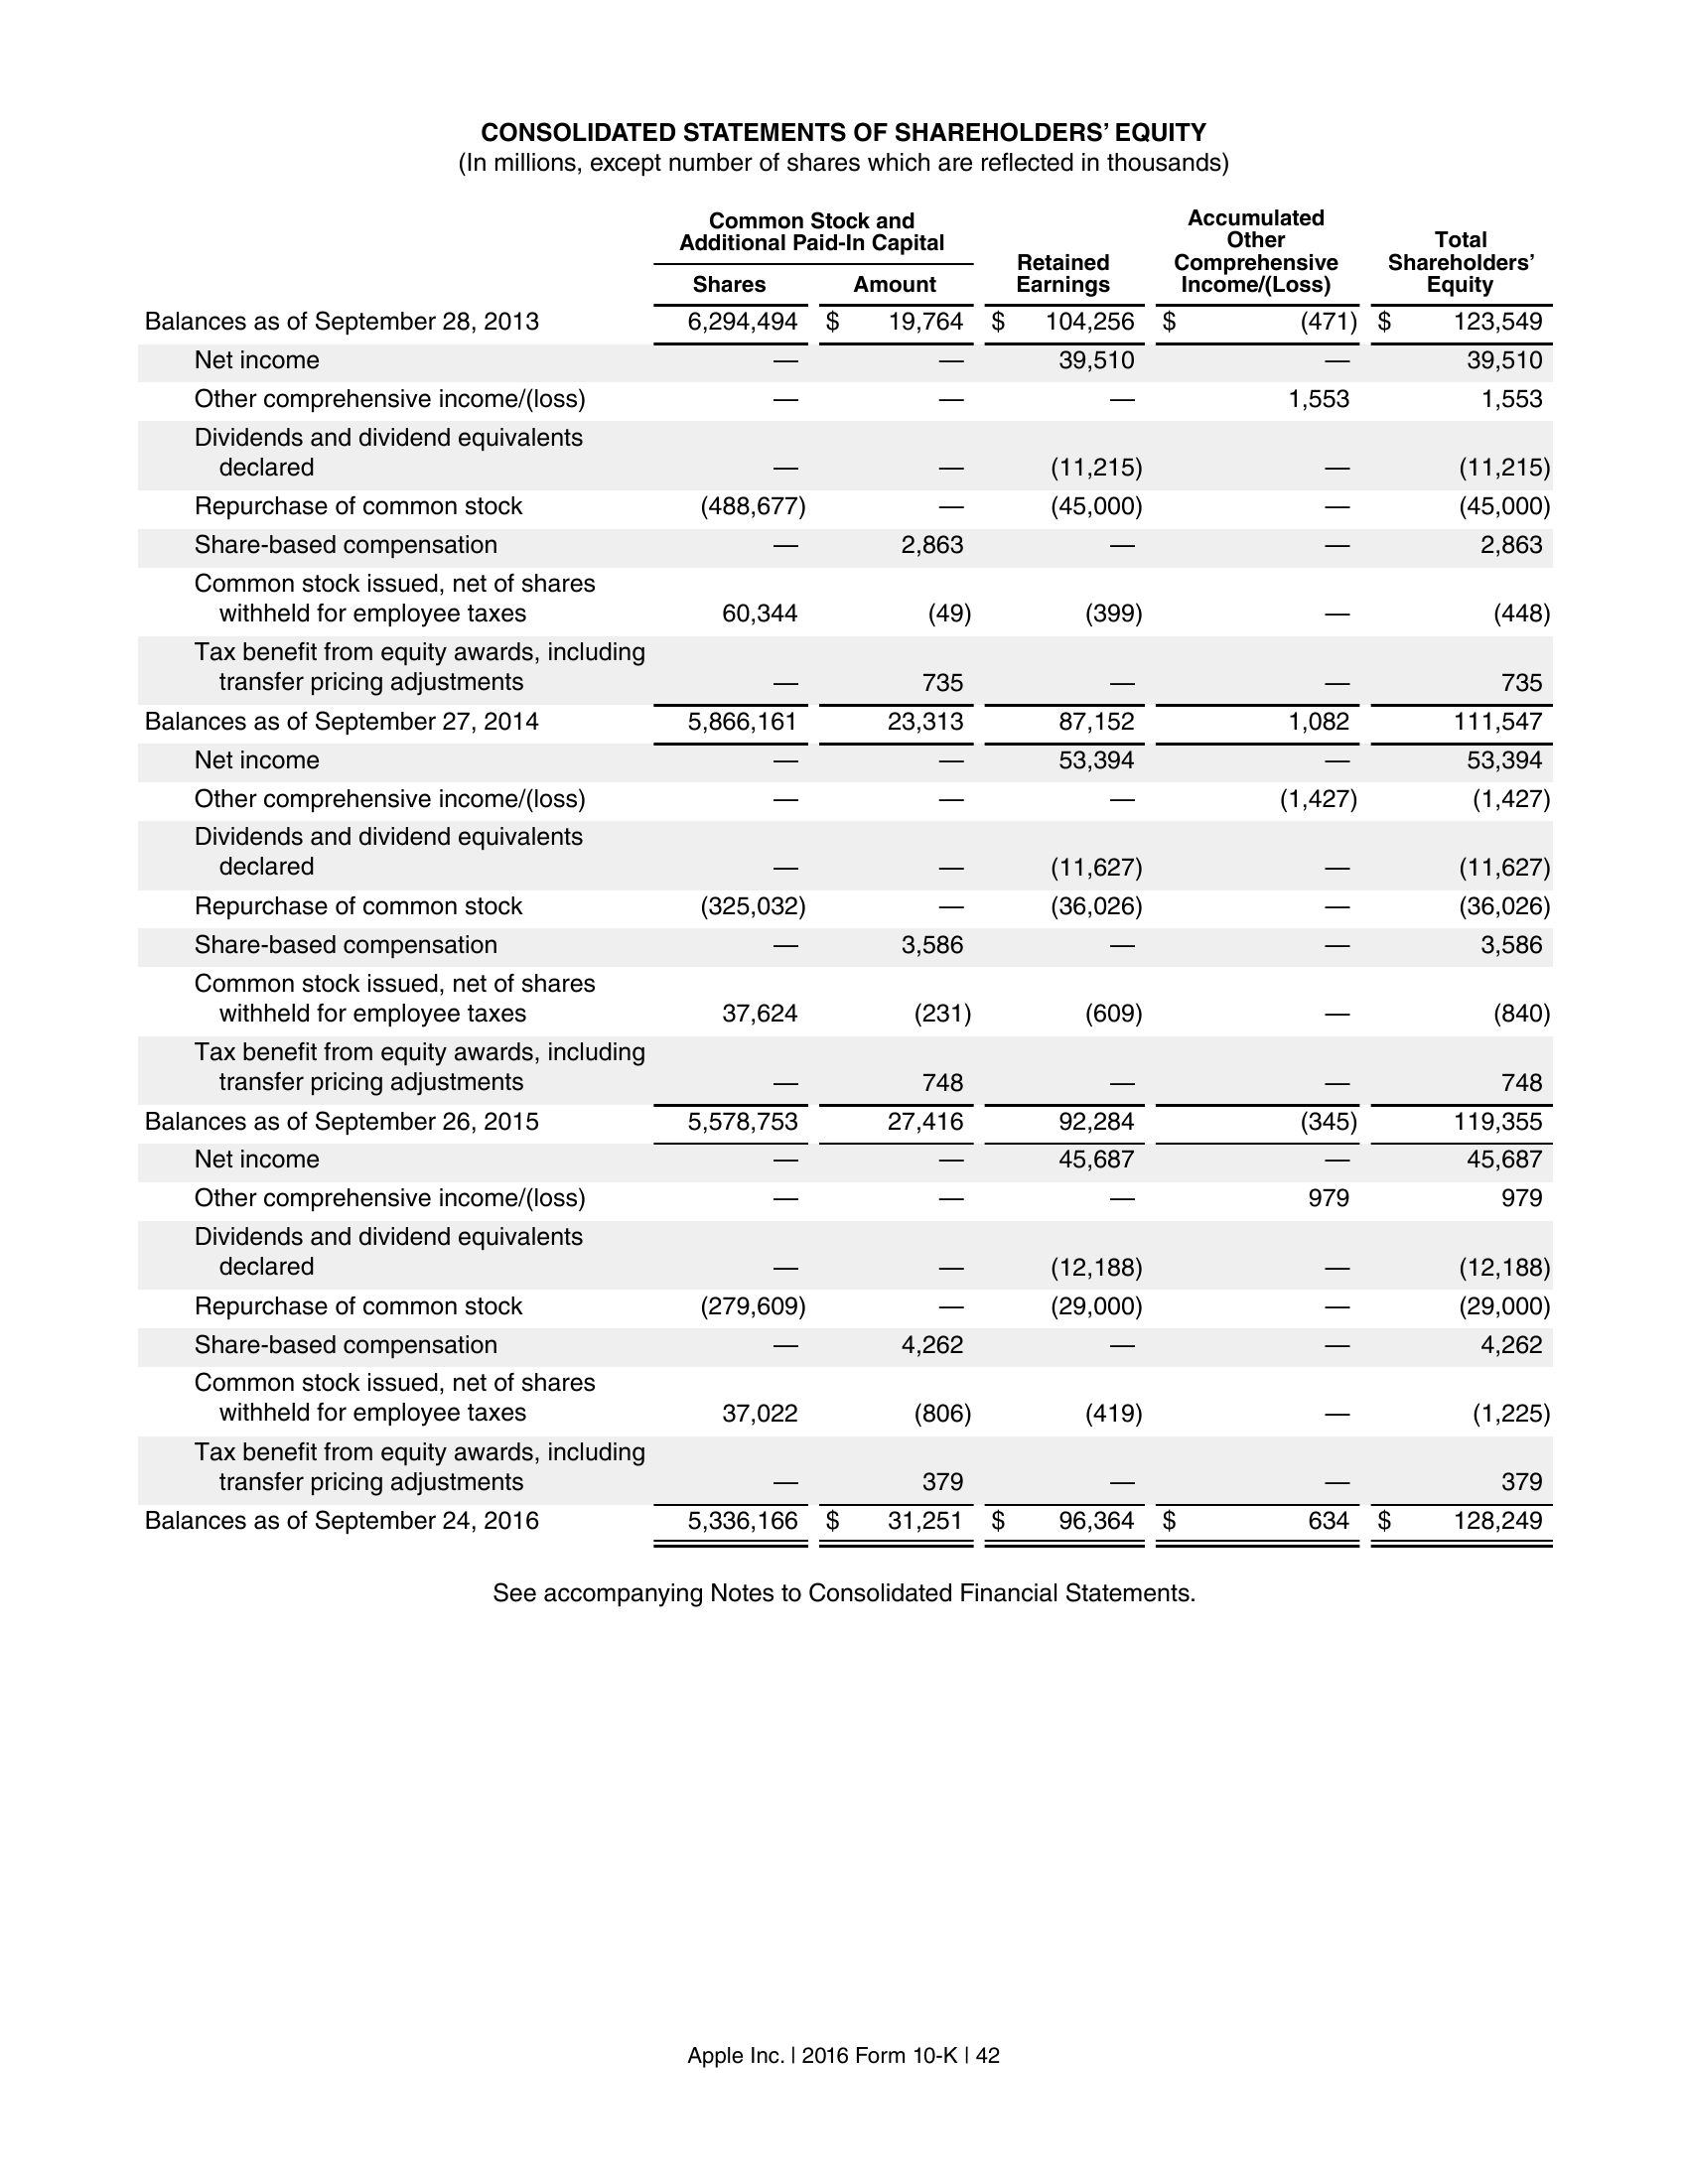 CONSOLIDATED STATEMENTS OF SHAREHOLDERS’ EQUITY
(In millions, except number of shares which are reflected in thousands)
Common Stock and
Additional Paid-In Capital
Shares
Amount
Retained
Earnings
Accumulated
Other
Comprehensive
Income/(Loss)
Total
Shareholders’
Equity
Balances as of September 28, 2013 6,294,494 $ 19,764 $ 104,256 $ (471) $ 123,549
Net income — — 39,510 — 39,510
Other comprehensive income/(loss) — — — 1,553 1,553
Dividends and dividend equivalents
declared — — (11,215) — (11,215)
Repurchase of common stock (488,677) — (45,000) — (45,000)
Share-based compensation — 2,863 — — 2,863
Common stock issued, net of shares
withheld for employee taxes 60,344 (49) (399) — (448)
Tax benefit from equity awards, including
transfer pricing adjustments — 735 — — 735
Balances as of September 27, 2014 5,866,161 23,313 87,152 1,082 111,547
Net income — — 53,394 — 53,394
Other comprehensive income/(loss) — — — (1,427) (1,427)
Dividends and dividend equivalents
declared — — (11,627) — (11,627)
Repurchase of common stock (325,032) — (36,026) — (36,026)
Share-based compensation — 3,586 — — 3,586
Common stock issued, net of shares
withheld for employee taxes 37,624 (231) (609) — (840)
Tax benefit from equity awards, including
transfer pricing adjustments — 748 — — 748
Balances as of September 26, 2015 5,578,753 27,416 92,284 (345) 119,355
Net income — — 45,687 — 45,687
Other comprehensive income/(loss) — — — 979 979
Dividends and dividend equivalents
declared — — (12,188) — (12,188)
Repurchase of common stock (279,609) — (29,000) — (29,000)
Share-based compensation — 4,262 — — 4,262
Common stock issued, net of shares
withheld for employee taxes 37,022 (806) (419) — (1,225)
Tax benefit from equity awards, including
transfer pricing adjustments — 379 — — 379
Balances as of September 24, 2016 5,336,166 $ 31,251 $ 96,364 $ 634 $ 128,249
See accompanying Notes to Consolidated Financial Statements.
Apple Inc. | 2016 Form 10-K | 42